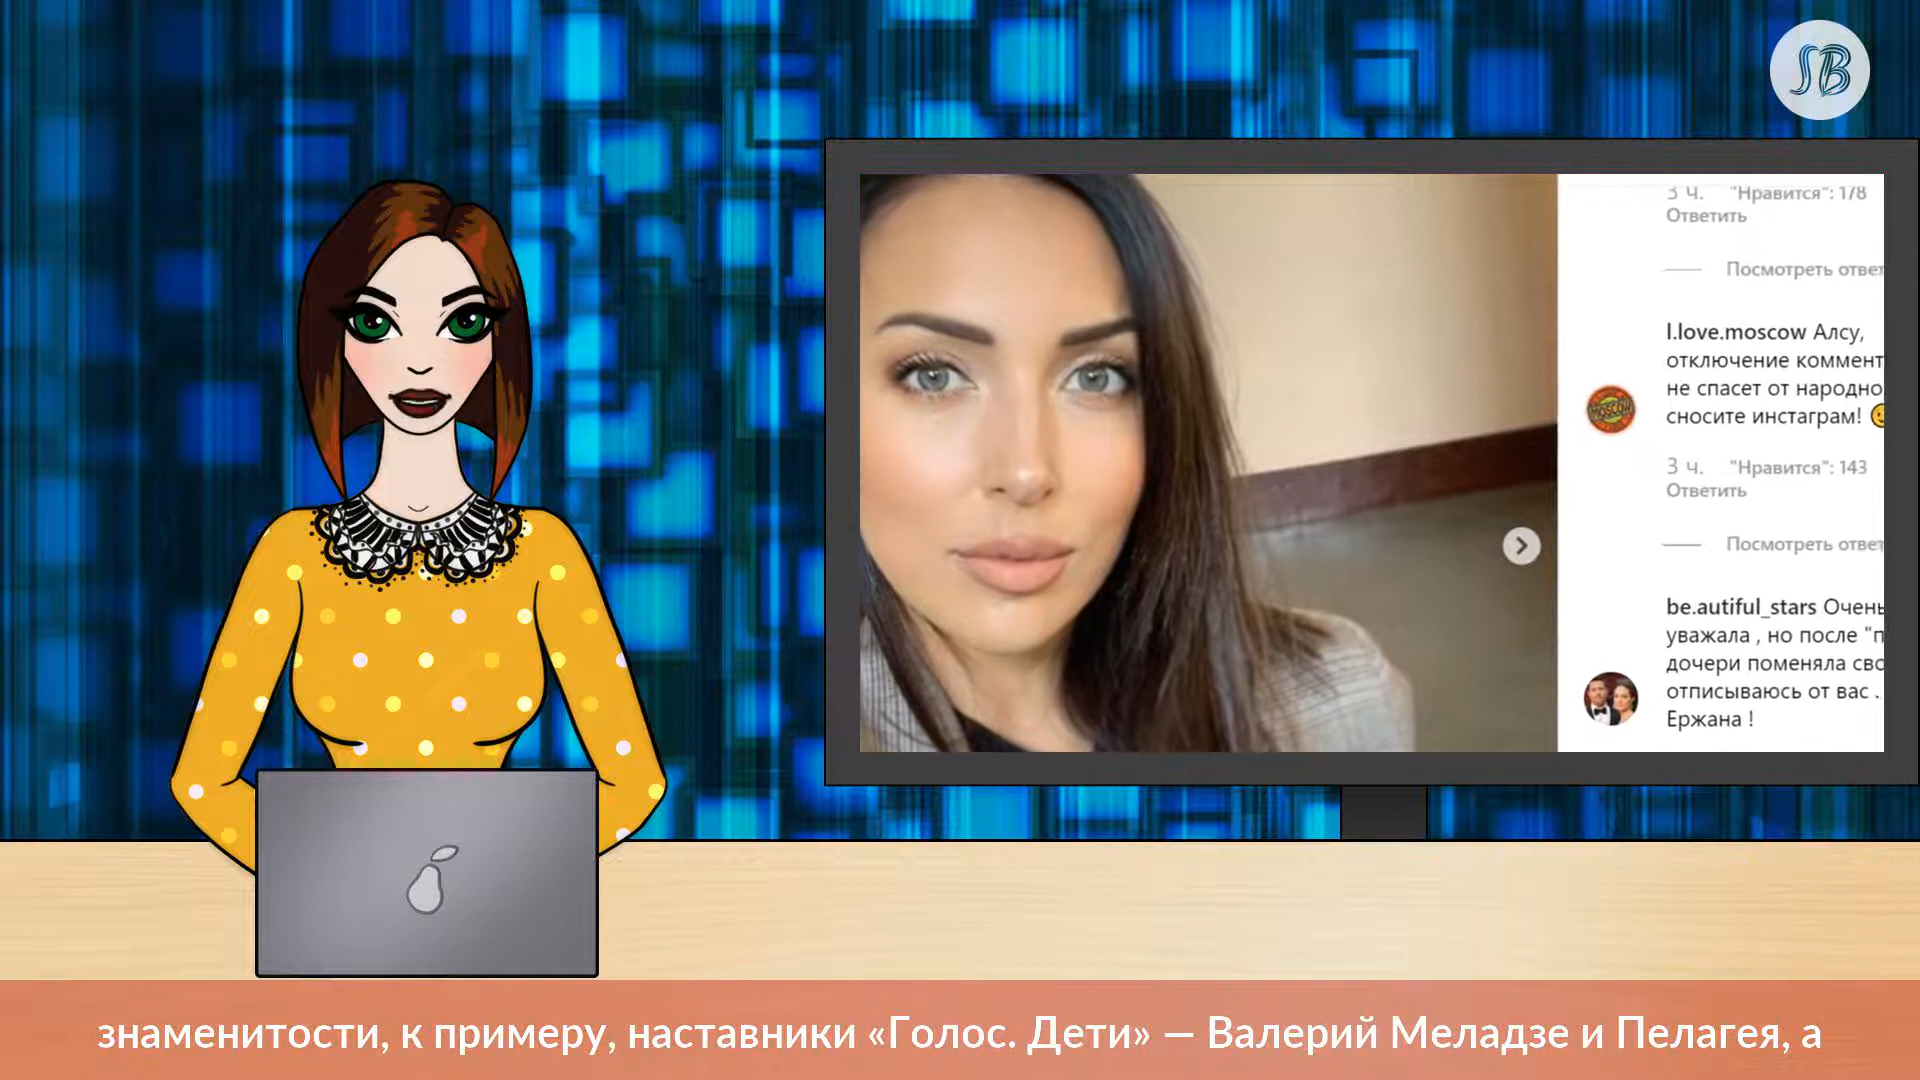 SB
3 ч. "Нравится": 178
Ответить
Посмотреть ответ
l.love.moscow Алсу,
отключение коммент
не спасет от народно
сносите инстаграм!
MOSCOW
3 ч. "Нравится": 143
Ответить
Посмотреть ответ
be.autiful_stars Очень
уважала , но после "п
дочери поменяла сво
отписываюсь от вас .
Ержана !
знаменитости, к примеру, наставники «Голос. Дети» — Валерий Меладзе и Пелагея, а